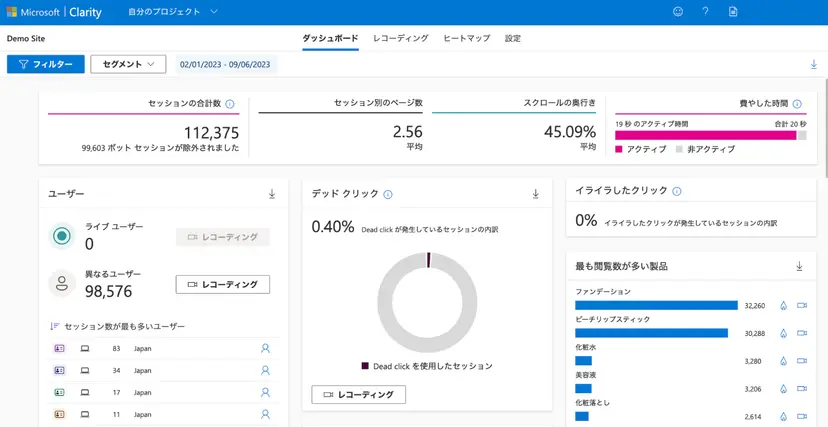 Microsoft | Clarity
自分のプロジェクト
Demo Site
ダッシュボード レコーディング ヒートマップ 設定
フィルター
セグメント
02/01/2023 - 09/06/2023
セッションの合計数
112,375
99,603 ボット セッションが除外されました
セッション別のページ数
2.56
平均
スクロールの奥行き
45.09%
平均
費やした時間
19 秒 のアクティブ時間
合計 20 秒
アクティブ 非アクティブ
ユーザー
ライブ ユーザー
0
レコーディング
異なるユーザー
98,576
レコーディング
セッション数が最も多いユーザー
83 Japan
34 Japan
17 Japan
11 Japan
デッド クリック
0.40% Dead click が発生しているセッションの内訳
Dead click を使用したセッション
レコーディング
イライラしたクリック
0% イライラしたクリックが発生しているセッションの内訳
最も閲覧数が多い製品
ファンデーション
32,260
ピーチリップスティック
30,288
化粧水
3,280
美容液
3,206
化粧落とし
2,614